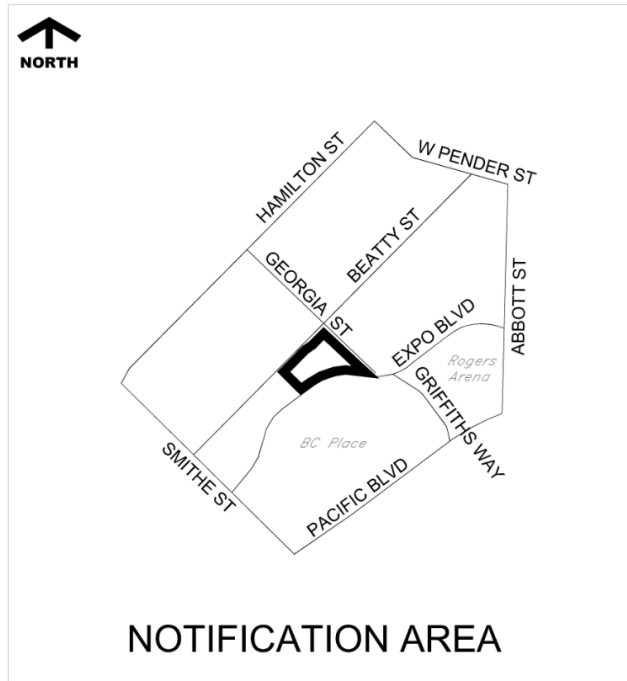 NORTH
HAMILTON ST
W PENDER ST
BEATTY ST
GEORGIA ST
ABBOTT ST
EXPO BLVD
Rogers
Arena
GRIFFITHS WAY
BC Place
SMITHE ST
PACIFIC BLVD
NOTIFICATION AREA